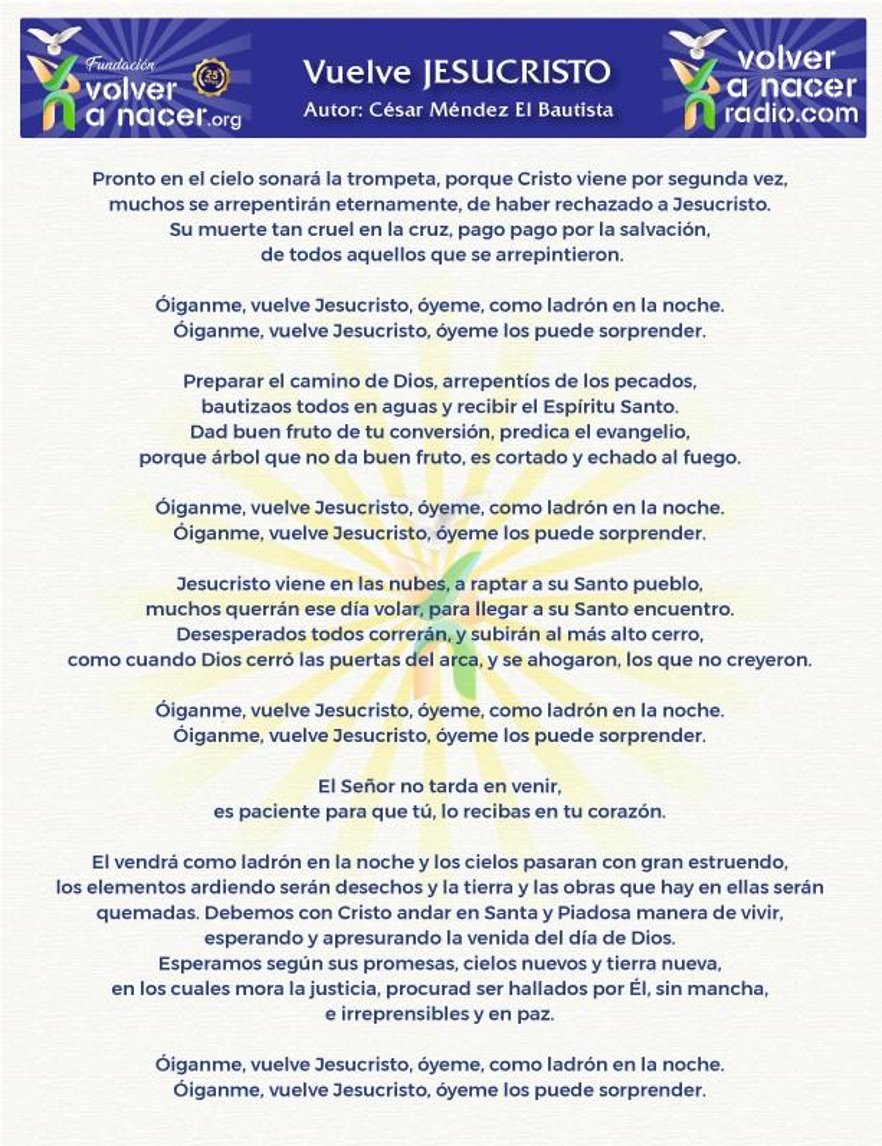 Fundación
volver
a nacer.org
25
Vuelve JESUCRISTO
Autor: César Méndez El Bautista
volver
a nacer
radio.com
Pronto en el cielo sonará la trompeta, porque Cristo viene por segunda vez,
muchos se arrepentirán eternamente, de haber rechazado a Jesucristo.
Su muerte tan cruel en la cruz, pago pago por la salvación,
de todos aquellos que se arrepintieron.
Óiganme, vuelve Jesucristo, óyeme, como ladrón en la noche.
Óiganme, vuelve Jesucristo, óyeme los puede sorprender.
Preparar el camino de Dios, arrepentíos de los pecados,
bautizaos todos en aguas y recibir el Espíritu Santo.
Dad buen fruto de tu conversión, predica el evangelio,
porque árbol que no da buen fruto, es cortado y echado al fuego.
Óiganme, vuelve Jesucristo, óyeme, como ladrón en la noche.
Óiganme, vuelve Jesucristo, óyeme los puede sorprender.
Jesucristo viene en las nubes, a raptar a su Santo pueblo,
muchos querrán ese día volar, para llegar a su Santo encuentro.
Desesperados todos correrán, y subirán al más alto cerro,
como cuando Dios cerró las puertas del arca, y se ahogaron, los que no creyeron.
Óiganme, vuelve Jesucristo, óyeme, como ladrón en la noche.
Óiganme, vuelve Jesucristo, óyeme los puede sorprender.
El Señor no tarda en venir,
es paciente para que tú, lo recibas en tu corazón.
El vendrá como ladrón en la noche y los cielos pasaran con gran estruendo,
los elementos ardiendo serán desechos y la tierra y las obras que hay en ellas serán
quemadas. Debemos con Cristo andar en Santa y Piadosa manera de vivir,
esperando y apresurando la venida del día de Dios.
Esperamos según sus promesas, cielos nuevos y tierra nueva,
en los cuales mora la justicia, procurad ser hallados por Él, sin mancha,
e irreprensibles y en paz.
Óiganme, vuelve Jesucristo, óyeme, como ladrón en la noche.
Óiganme, vuelve Jesucristo, óyeme los puede sorprender.